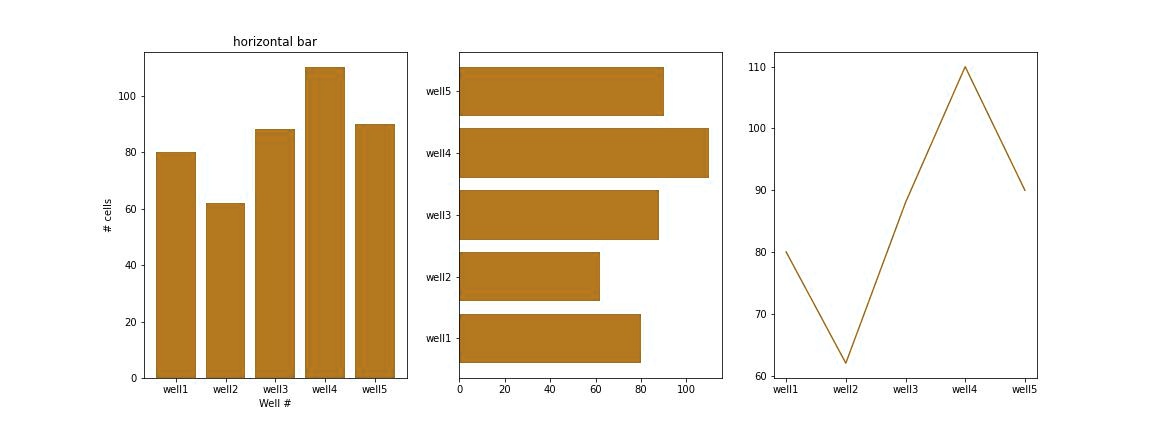 horizontal bar
100
80
60
40
20
0
# cells
well1 well2 well3 well4 well5
Well #
well5
well4
well3
well2
well1
0 20 40 60 80 100
110
100
90
80
70
60
well1 well2 well3 well4 well5